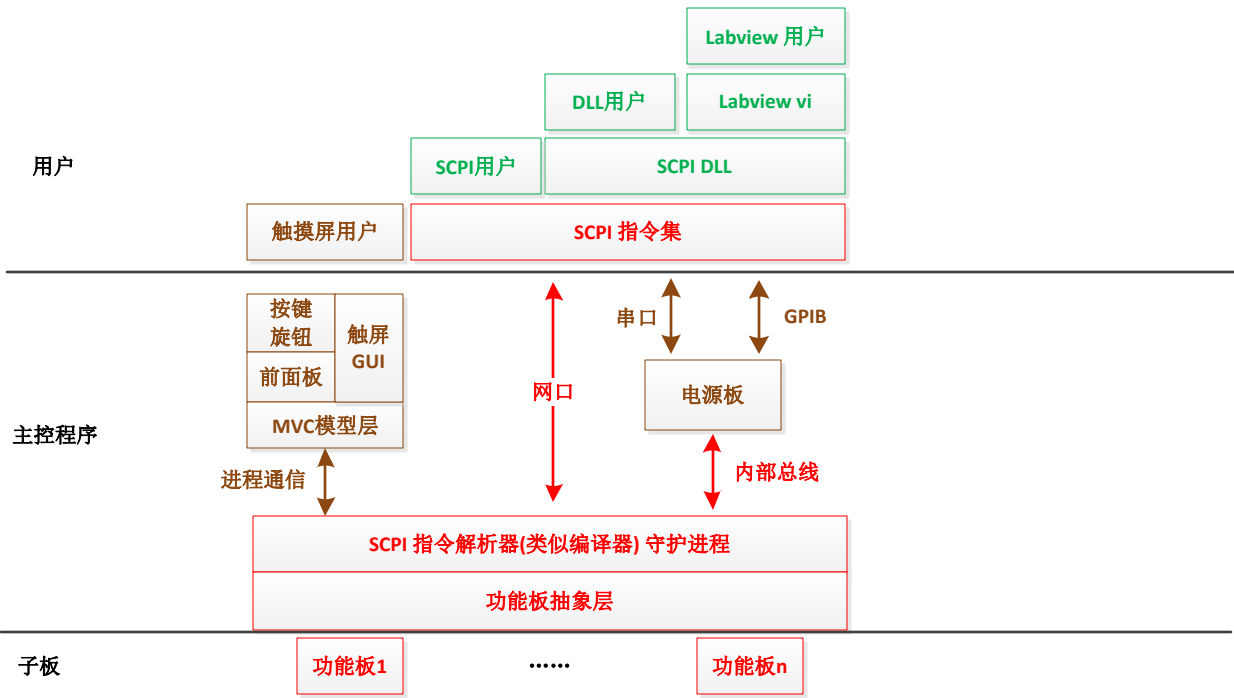 Labview 用户
DLL用户
Labview vi
用户
SCPI用户
SCPI DLL
触摸屏用户
SCPI 指令集
按键
旋钮
触屏
GUI
前面板
MVC模型层
串口
GPIB
网口
电源板
主控程序
进程通信
内部总线
SCPI 指令解析器(类似编译器) 守护进程
功能板抽象层
子板
功能板1
······
功能板n